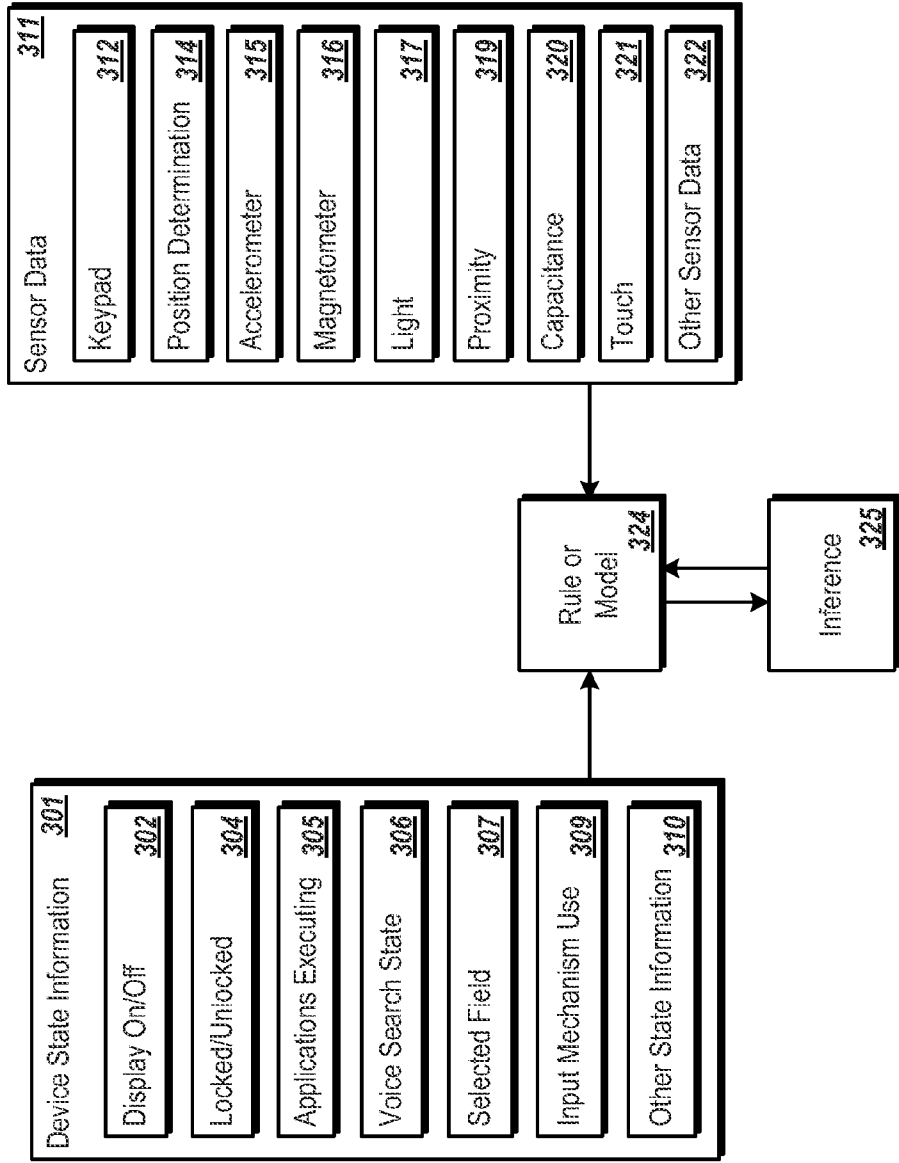 Device State Information 301
Display On/Off 302
Locked/Unlocked 304
Applications Executing 305
Voice Search State 306
Selected Field 307
Input Mechanism Use 309
Other State Information 310
Rule or
Model
324
Inference
325
Sensor Data 311
Keypad 312
Position Determination 314
Accelerometer 315
Magnetometer 316
Light 317
Proximity 319
Capacitance 320
Touch 321
Other Sensor Data 322